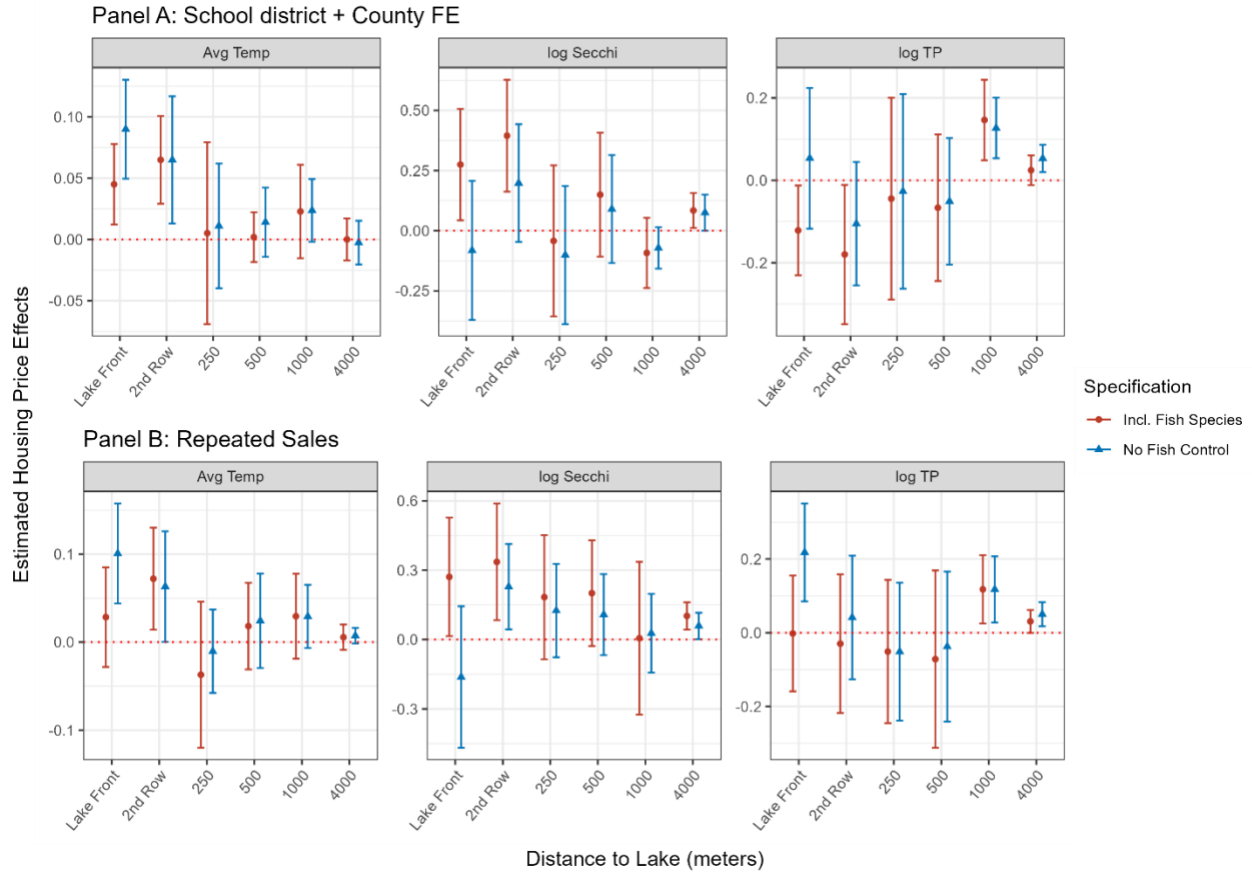 Panel A: School district + County FE
Avg Temp
log Secchi
log TP
0.10
0.05
0.00
-0.05
0.50
0.25
0.00
-0.25
0.2
0.0
-0.2
Lake Front
2nd Row
250
500
1000
4000
Lake Front
2nd Row
250
500
1000
4000
Lake Front
2nd Row
250
500
1000
4000
Estimated Housing Price Effects
Specification
Incl. Fish Species
No Fish Control
Panel B: Repeated Sales
Avg Temp
log Secchi
log TP
0.1
0.0
-0.1
0.6
0.3
0.0
-0.3
0.2
0.0
-0.2
Lake Front
2nd Row
250
500
1000
4000
Lake Front
2nd Row
250
500
1000
4000
Lake Front
2nd Row
250
500
1000
4000
Distance to Lake (meters)